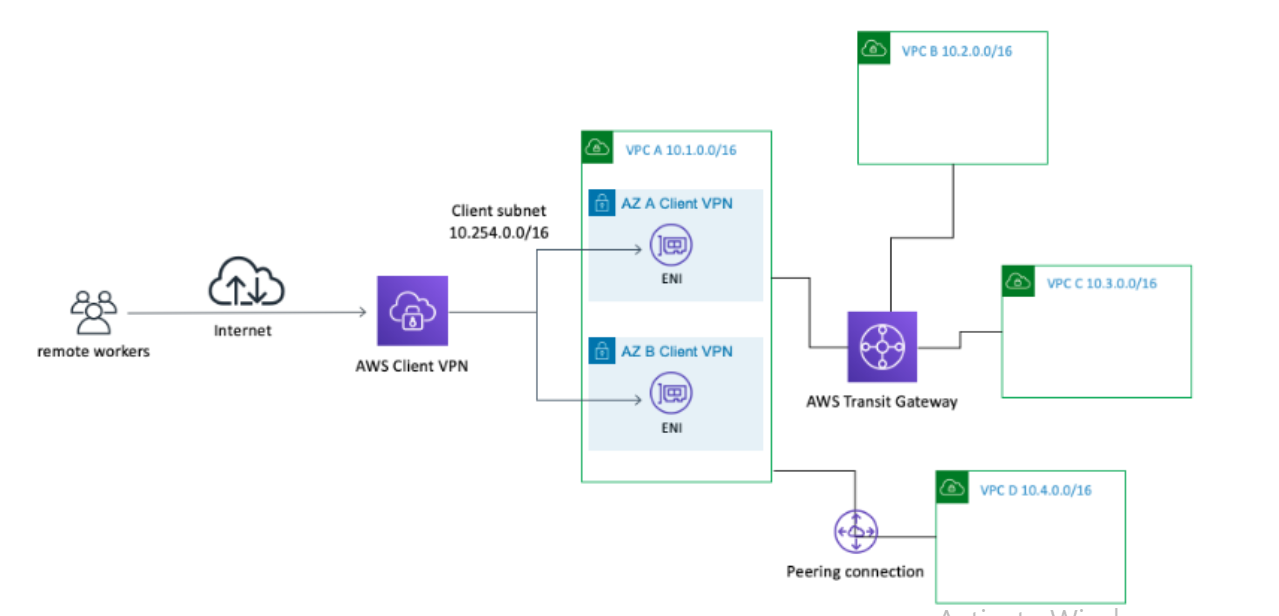 VPC B 10.2.0.0/16
VPC A 10.1.0.0/16
Client subnet
10.254.0.0/16
AZ A Client VPN
ENI
VPC C 10.3.0.0/16
remote workers
Internet
AWS Client VPN
AZ B Client VPN
ENI
AWS Transit Gateway
VPC D 10.4.0.0/16
Peering connection